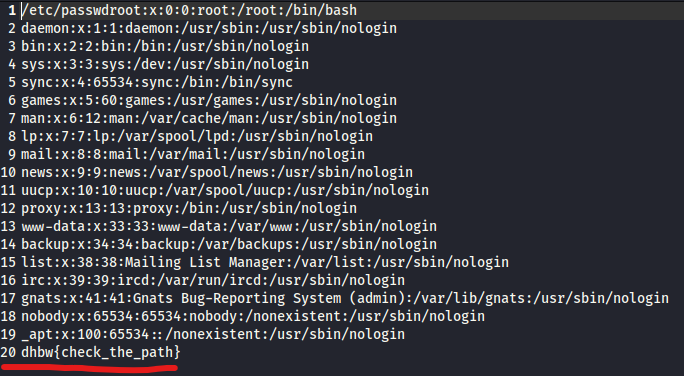 1 /etc/passwdroot:x:0:0:root:/root:/bin/bash
2 daemon:x:1:1:daemon:/usr/sbin:/usr/sbin/nologin
3 bin:x:2:2:bin:/bin:/usr/sbin/nologin
4 sys:x:3:3:sys:/dev:/usr/sbin/nologin
5 sync:x:4:65534:sync:/bin:/bin/sync
6 games:x:5:60:games:/usr/games:/usr/sbin/nologin
7 man:x:6:12:man:/var/cache/man:/usr/sbin/nologin
8 lp:x:7:7:lp:/var/spool/lpd:/usr/sbin/nologin
9 mail:x:8:8:mail:/var/mail:/usr/sbin/nologin
10 news:x:9:9:news:/var/spool/news:/usr/sbin/nologin
11 uucp:x:10:10:uucp:/var/spool/uucp:/usr/sbin/nologin
12 proxy:x:13:13:proxy:/bin:/usr/sbin/nologin
13 www-data:x:33:33:www-data:/var/www:/usr/sbin/nologin
14 backup:x:34:34:backup:/var/backups:/usr/sbin/nologin
15 list:x:38:38:Mailing List Manager:/var/list:/usr/sbin/nologin
16 irc:x:39:39:ircd:/var/run/ircd:/usr/sbin/nologin
17 gnats:x:41:41:Gnats Bug-Reporting System (admin):/var/lib/gnats:/usr/sbin/nologin
18 nobody:x:65534:65534:nobody:/nonexistent:/usr/sbin/nologin
19 _apt:x:100:65534::/nonexistent:/usr/sbin/nologin
20 dhbw{check_the_path}